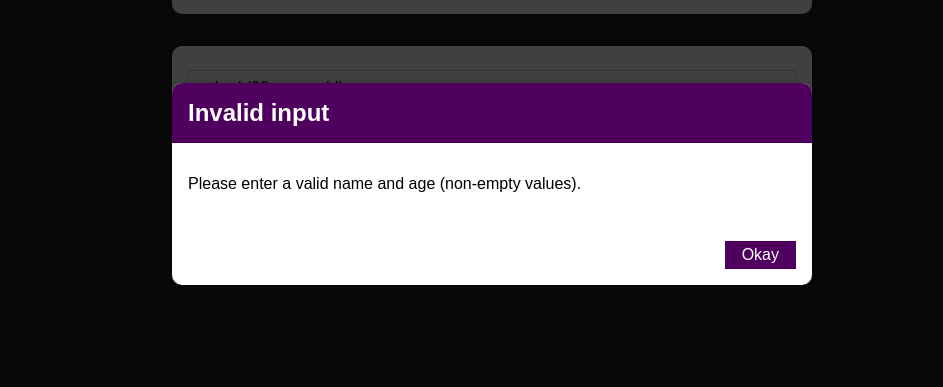 Invalid input
Please enter a valid name and age (non-empty values).
Okay